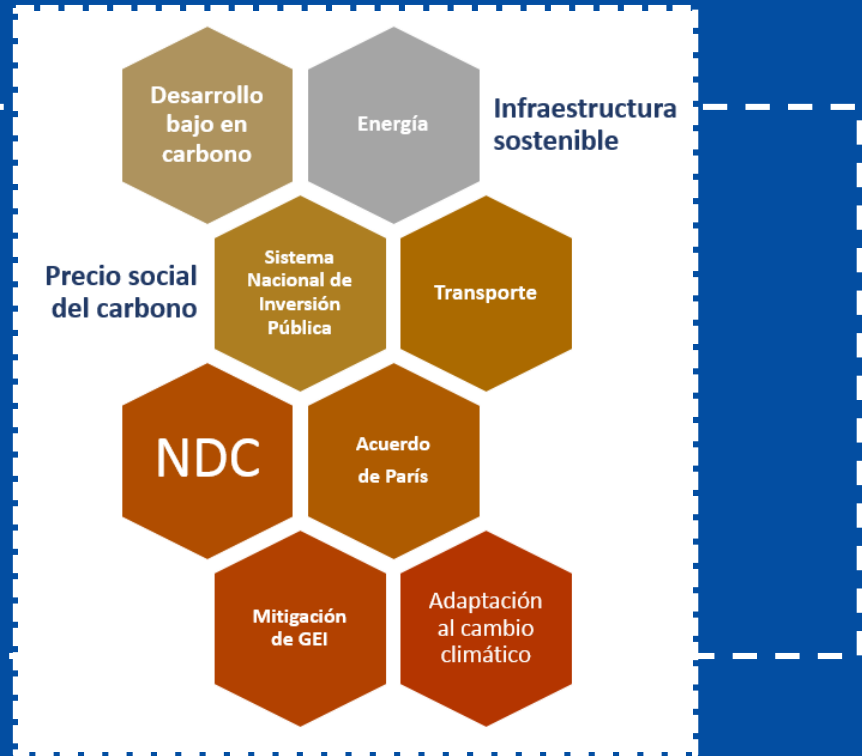 Desarrollo
bajo en
carbono
Energía
Infraestructura
sostenible
Precio social
del carbono
Sistema
Nacional de
Inversión
Pública
Transporte
NDC
Acuerdo
de París
Mitigación
de GEI
Adaptación
al cambio
climático